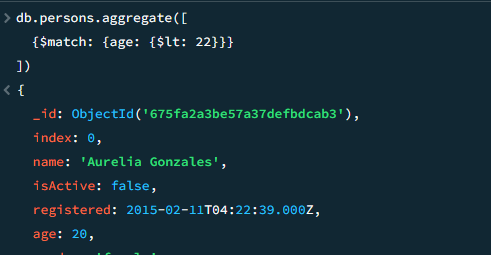 > db.persons.aggregate([
{$match: {age: {$lt: 22}}}
])
< {
_id: ObjectId('675fa2a3be57a37defbdcab3'),
index: 0,
name: 'Aurelia Gonzales',
isActive: false,
registered: 2015-02-11T04:22:39.000Z,
age: 20,